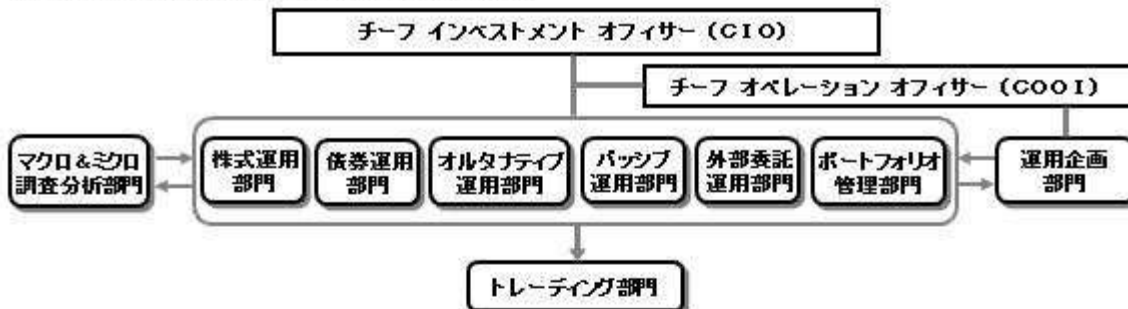 チーフ インベストメント オフィサー (CIO)
チーフ オペレーション オフィサー (COOI)
マクロ&ミクロ
調査分析部門
株式運用
部門
債券運用
部門
オルタナティブ
運用部門
パッシブ
運用部門
外部委託
運用部門
ポートフォリオ
管理部門
運用企画
部門
トレーディング部門